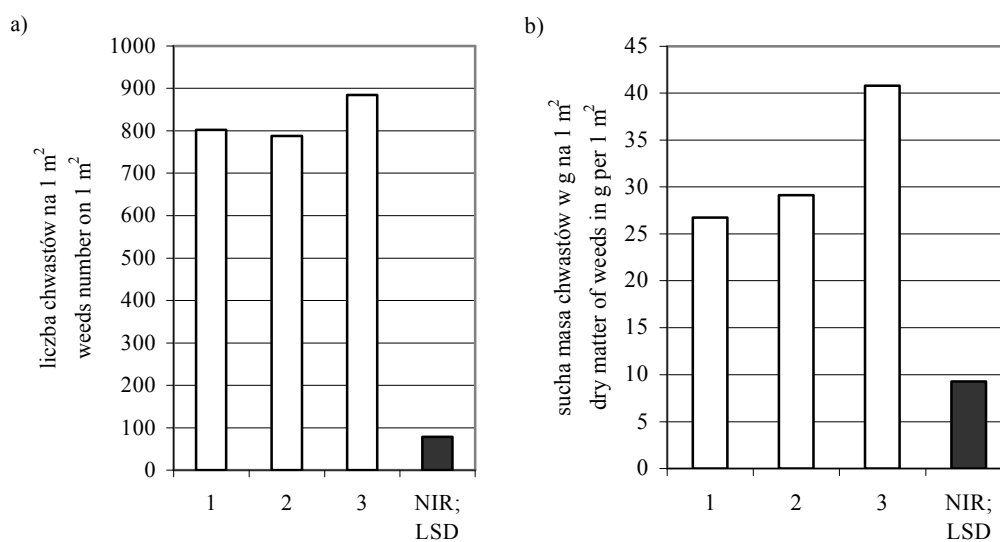 a)
liczba chwastów na 1 m²
weeds number on 1 m²
1000
900
800
700
600
500
400
300
200
100
0
1 2 3 NIR;
LSD
b)
sucha masa chwastów w g na 1 m²
dry matter of weeds in g per 1 m²
45
40
35
30
25
20
15
10
5
0
1 2 3 NIR;
LSD